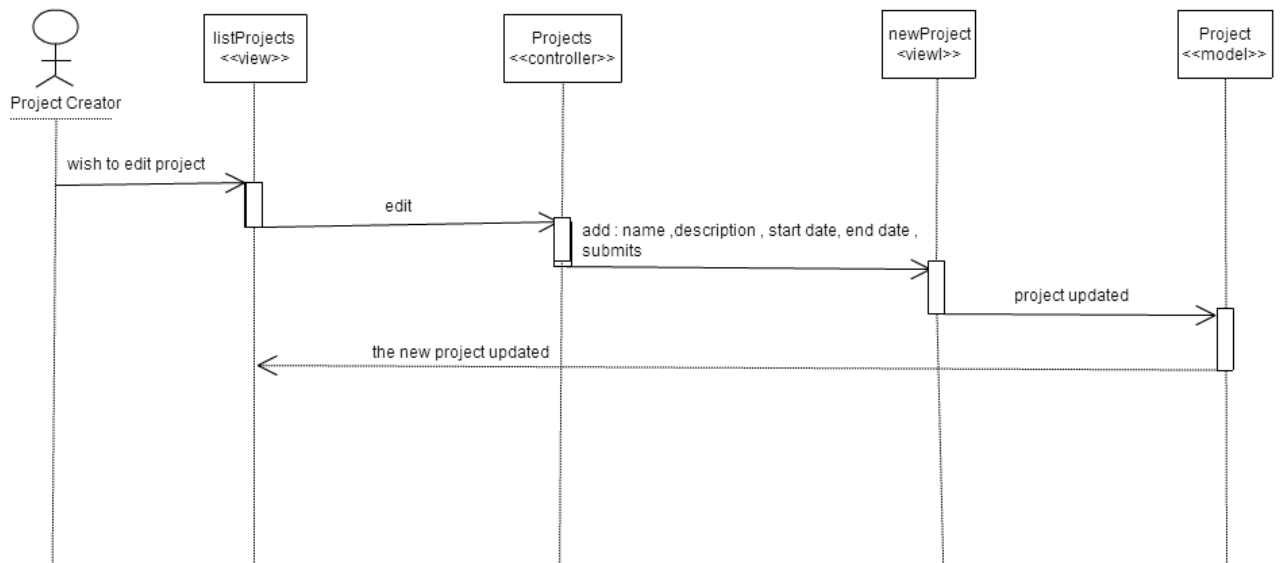 listProjects
<<view>>
Projects
<<controller>>
newProject
<viewl>
Project
<<model>>
Project Creator
wish to edit project
edit
add : name ,description , start date, end date ,
submits
project updated
the new project updated